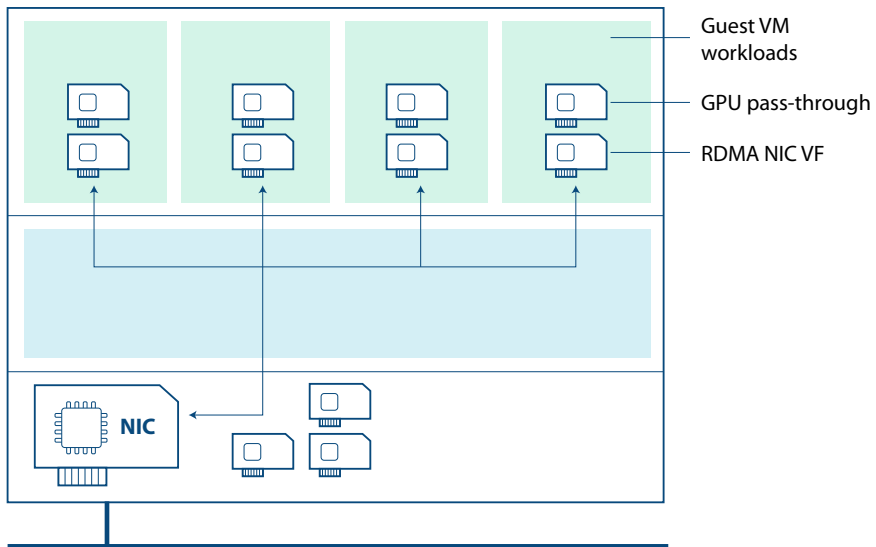 Guest VM
workloads
GPU pass-through
RDMA NIC VF
NIC